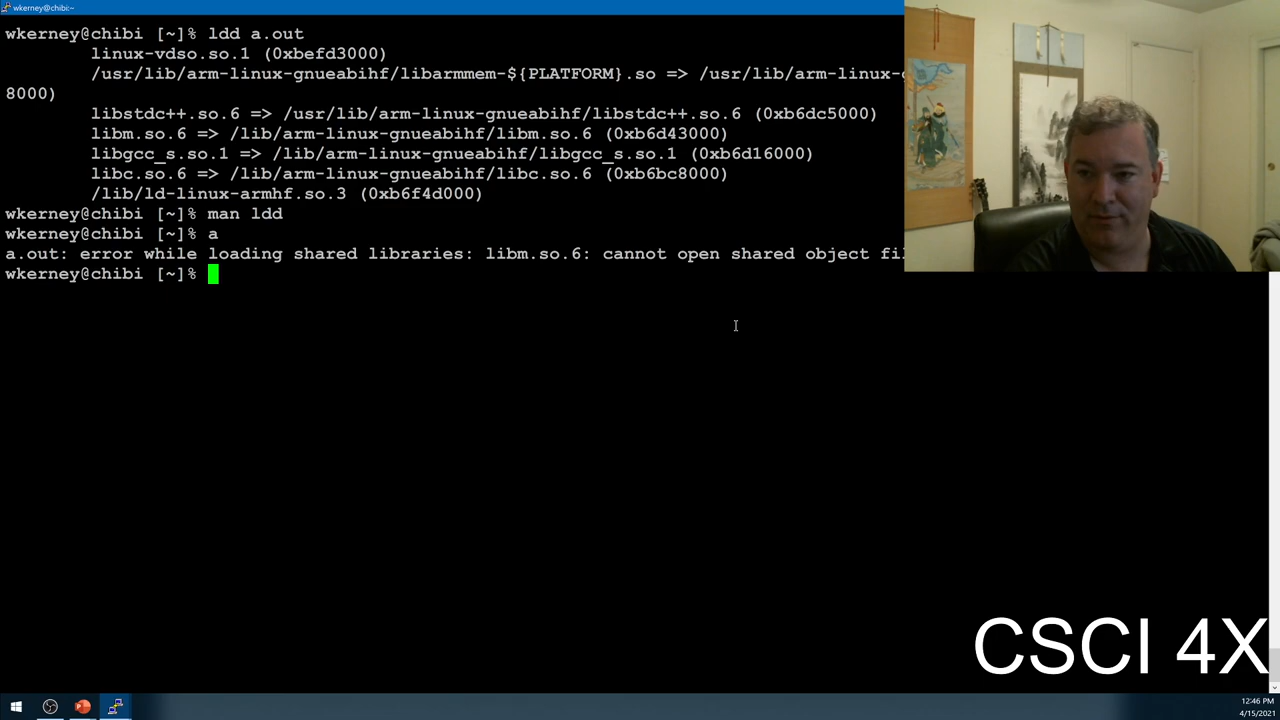 wkerney@chibi:~
wkerney@chibi [~]% ldd a.out
linux-vdso.so.1 (0xbefd3000)
/usr/lib/arm-linux-gnueabihf/libarmmem-${PLATFORM}.so => /usr/lib/arm-linux-
8000)
libstdc++.so.6 => /usr/lib/arm-linux-gnueabihf/libstdc++.so.6 (0xb6dc5000)
libm.so.6 => /lib/arm-linux-gnueabihf/libm.so.6 (0xb6d43000)
libgcc_s.so.1 => /lib/arm-linux-gnueabihf/libgcc_s.so.1 (0xb6d16000)
libc.so.6 => /lib/arm-linux-gnueabihf/libc.so.6 (0xb6bc8000)
/lib/ld-linux-armhf.so.3 (0xb6f4d000)
wkerney@chibi [~]% man ldd
wkerney@chibi [~]% a
a.out: error while loading shared libraries: libm.so.6: cannot open shared object fi
wkerney@chibi [~]%
CSCI 4X
12:46 PM
4/15/2021